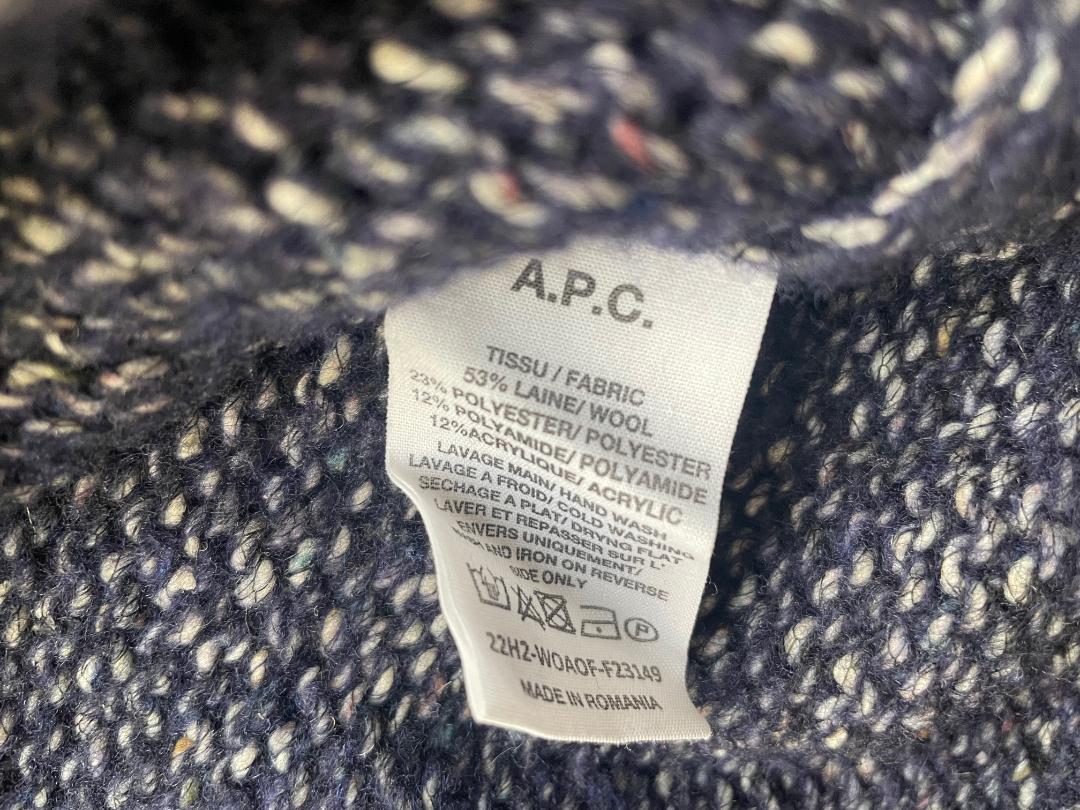 A.P.C.
TISSU / FABRIC
53% LAINE/ WOOL
23% POLYESTER/ POLYESTER
12% POLYAMIDE/ POLYAMIDE
12%ACRYLIQUE/ ACRYLIC
LAVAGE MAIN/ HAND WASH
LAVAGE A FROID/ COLD WASH
SECHAGE A PLAT/ DRYING FLAT
LAVER ET REPASSER SUR L'
ENVERS UNIQUEMENT/
AND IRON ON REVERSE
SIDE ONLY
P
22H2-WOAOF-F23149
MADE IN ROMANIA